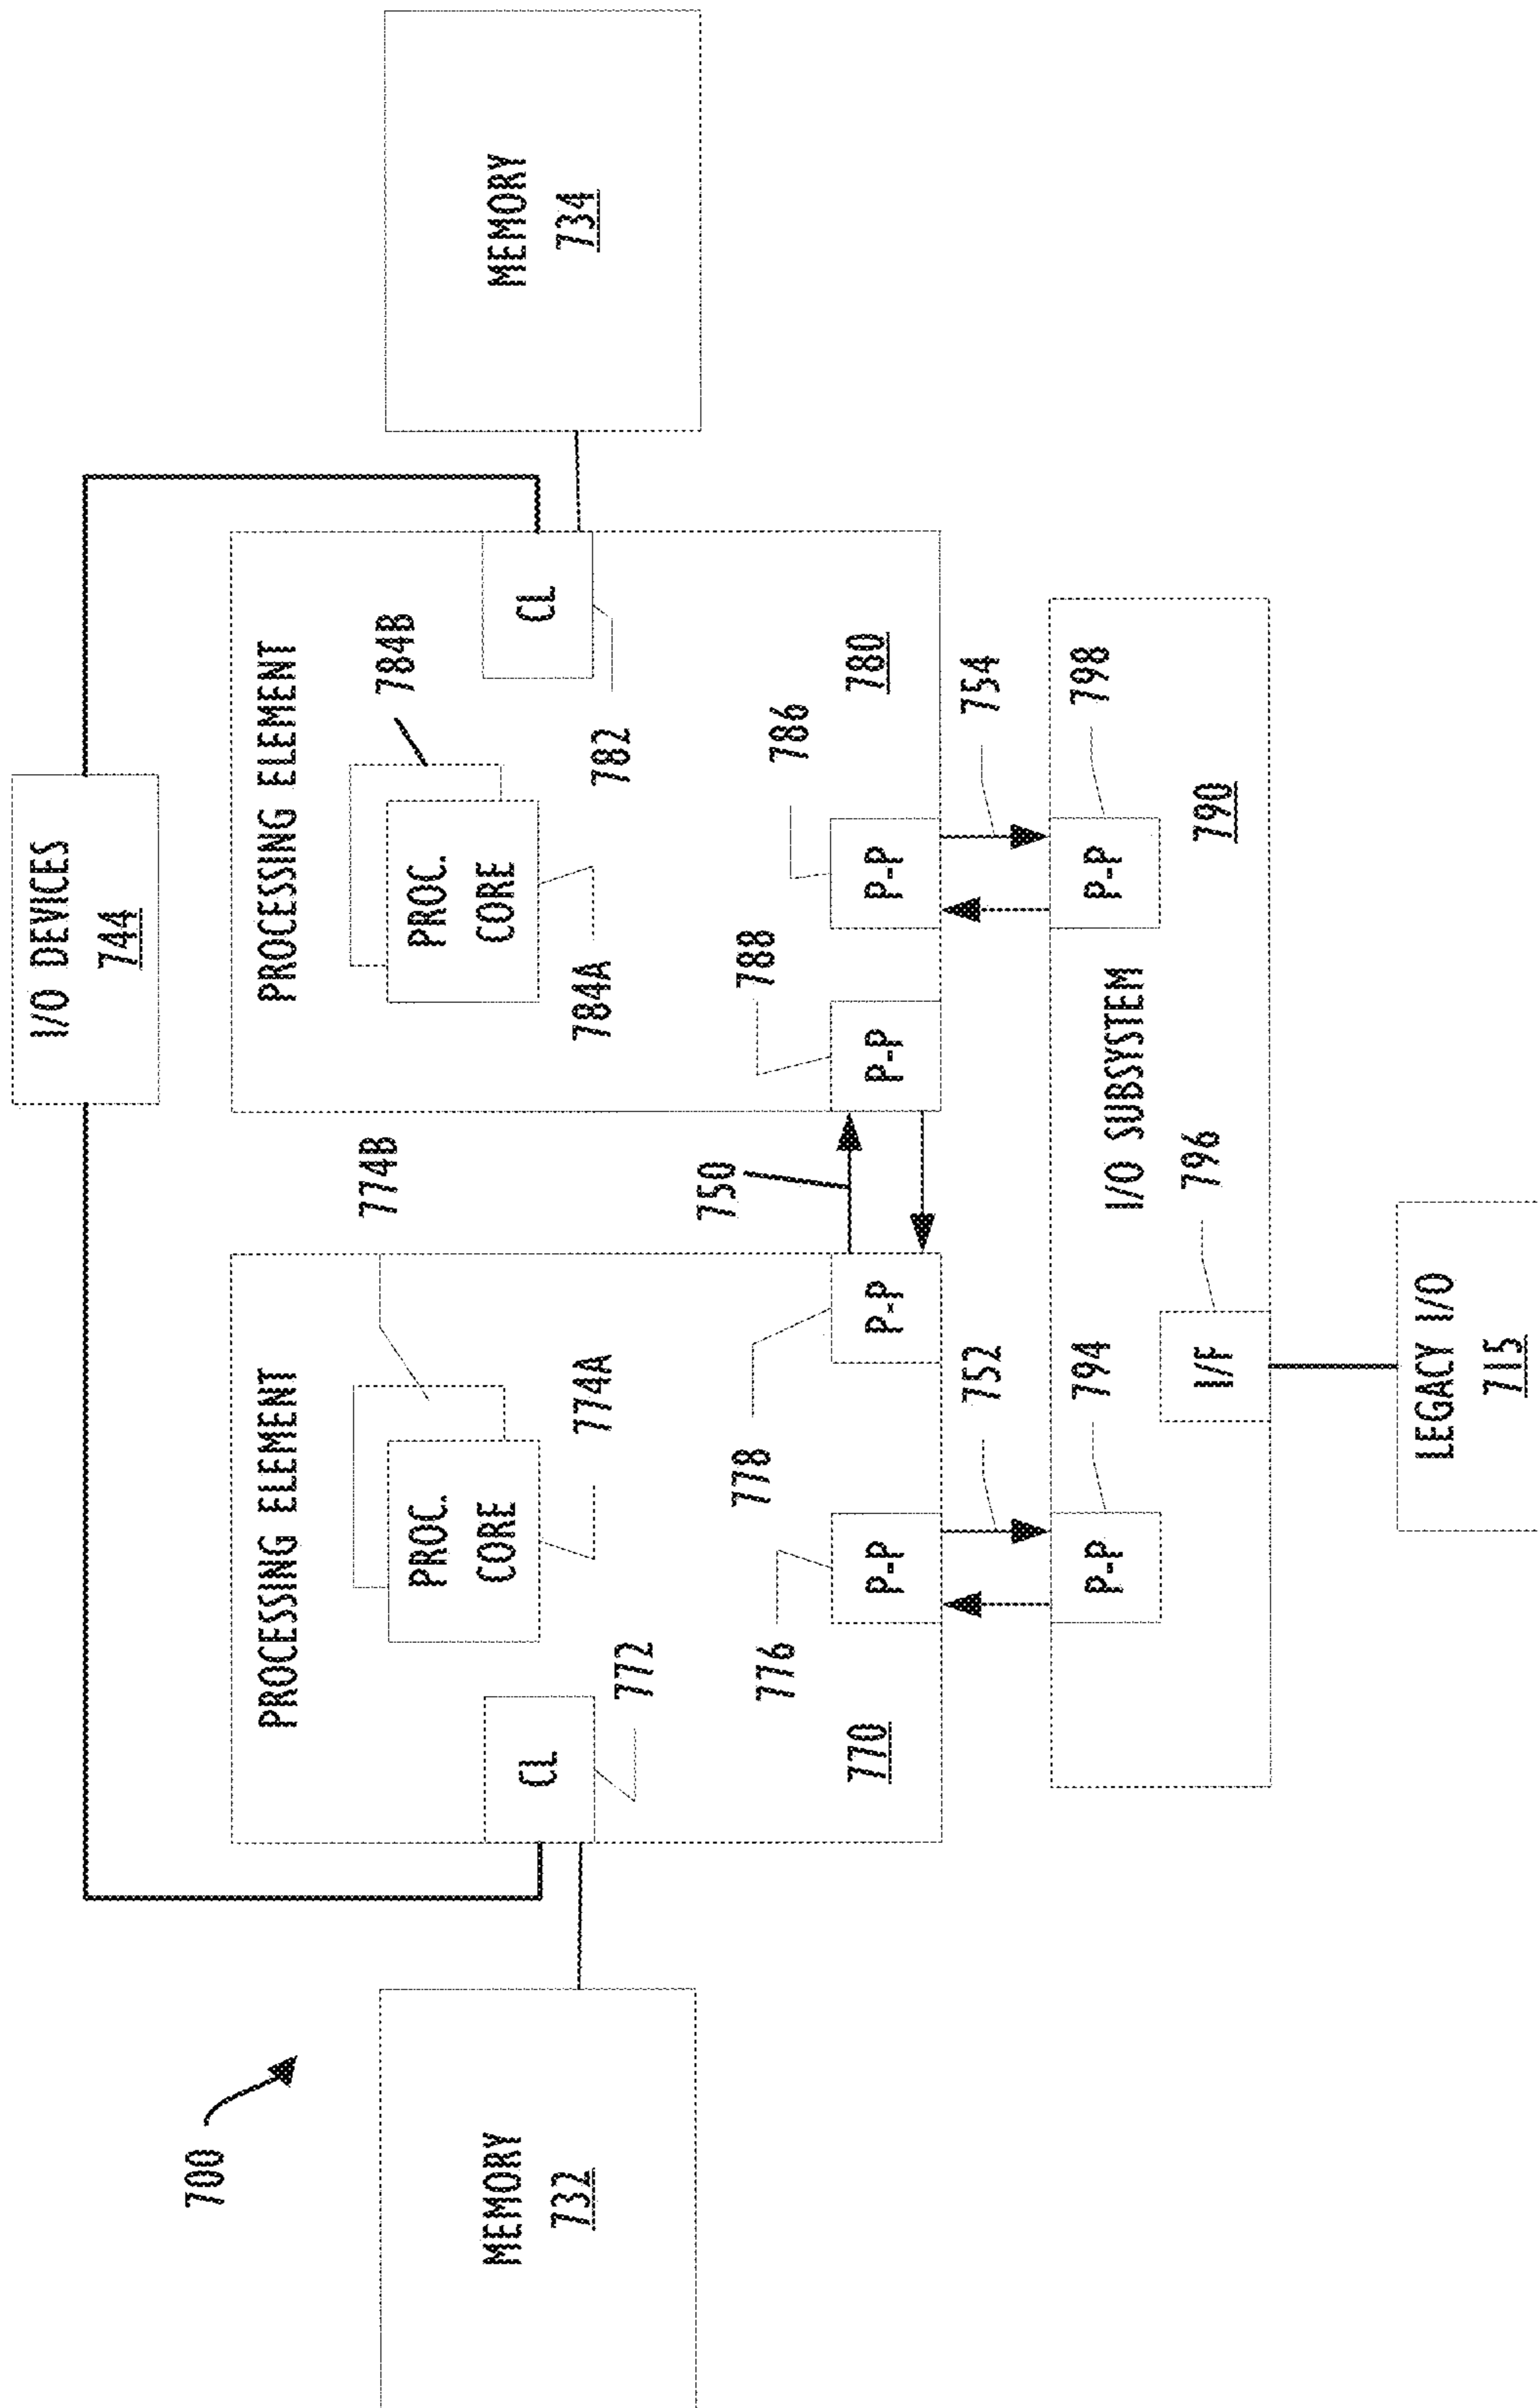 700
I/O DEVICES
744
MEMORY
732
MEMORY
734
PROCESSING ELEMENT
774B
PROC.
CORE
774A
CL
772
776
P-P
778
P-P
770
750
PROCESSING ELEMENT
784B
PROC.
CORE
784A
CL
782
788
P-P
786
P-P
780
752
754
794
P-P
I/O SUBSYSTEM
798
P-P
796
I/F
790
LEGACY I/O
715